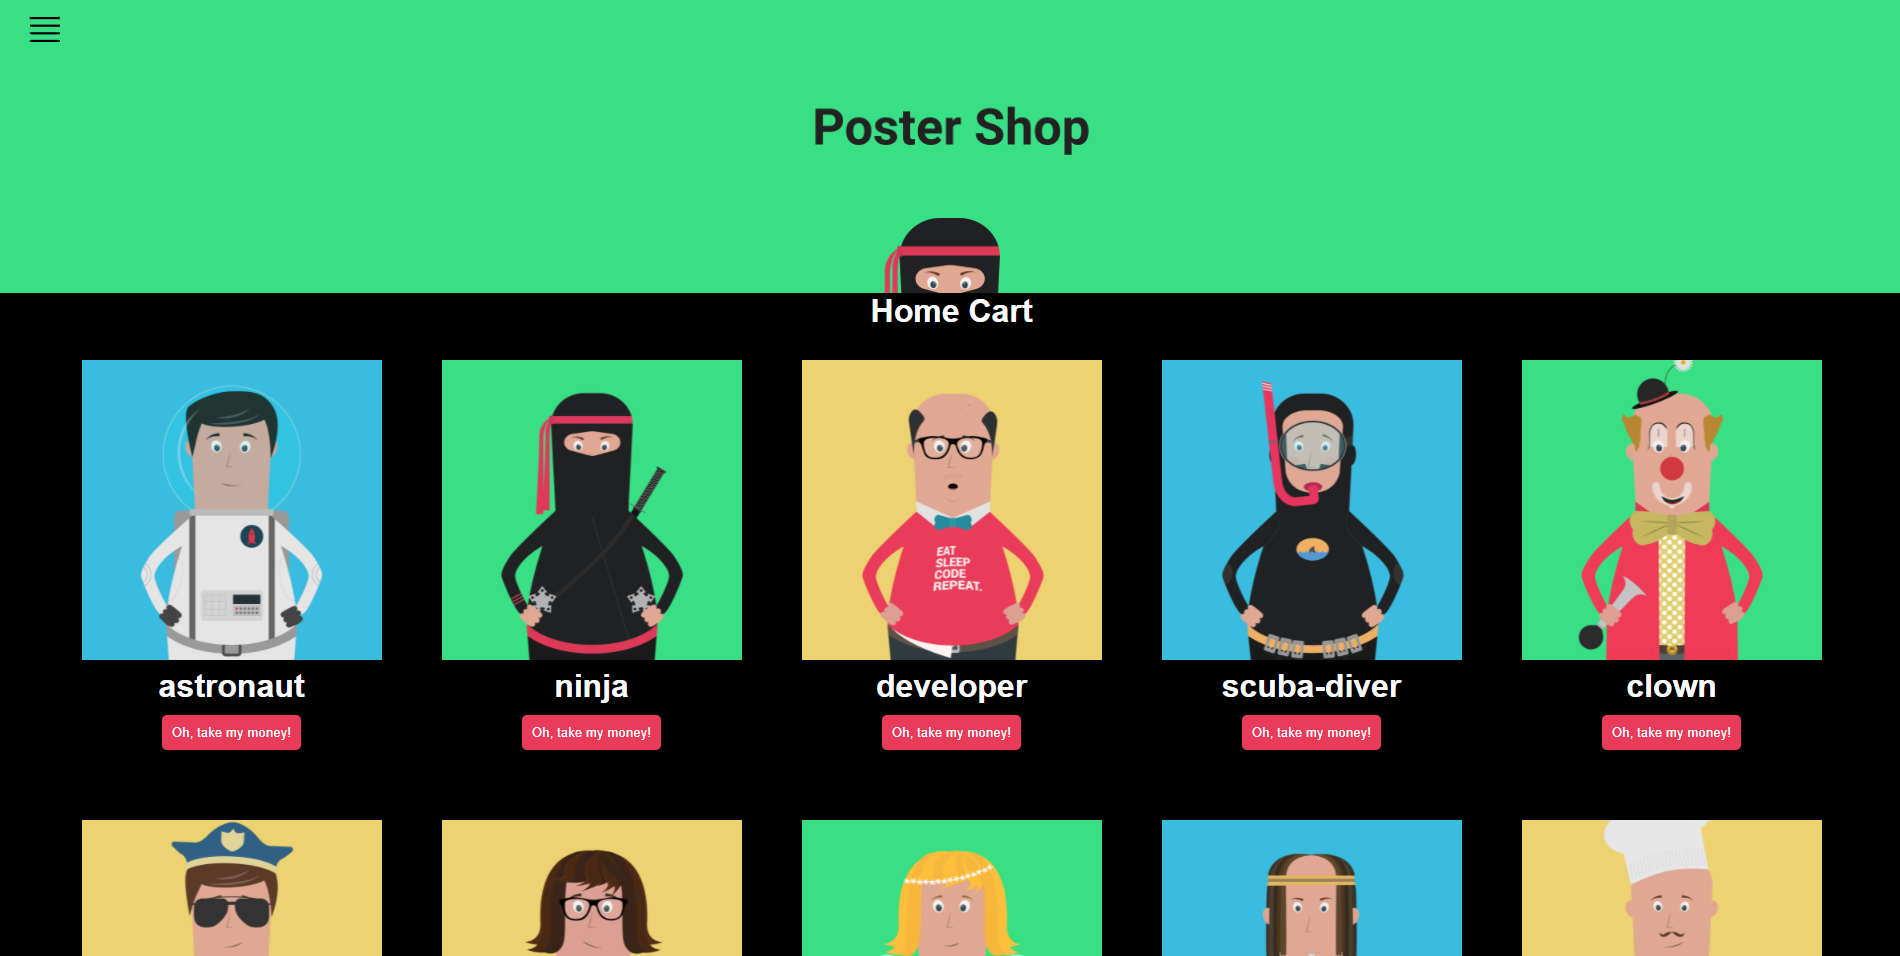 Poster Shop
Home Cart
EAT
SLEEP
CODE
REPEAT.
astronaut
ninja
developer
scuba-diver
clown
Oh, take my money!
Oh, take my money!
Oh, take my money!
Oh, take my money!
Oh, take my money!